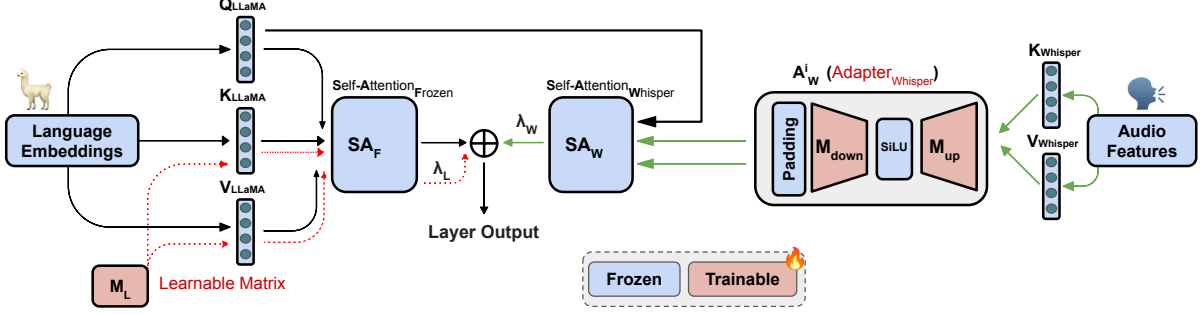 QLLaMA
Language
Embeddings
KLLaMA
VLLaMA
ML
Learnable Matrix
Self-AttentionFrozen
SAF
λL
Layer Output
λW
Self-AttentionWhisper
SAW
AiW (AdapterWhisper)
Padding
Mdown
SiLU
Mup
KWhisper
VWhisper
Audio
Features
Frozen
Trainable